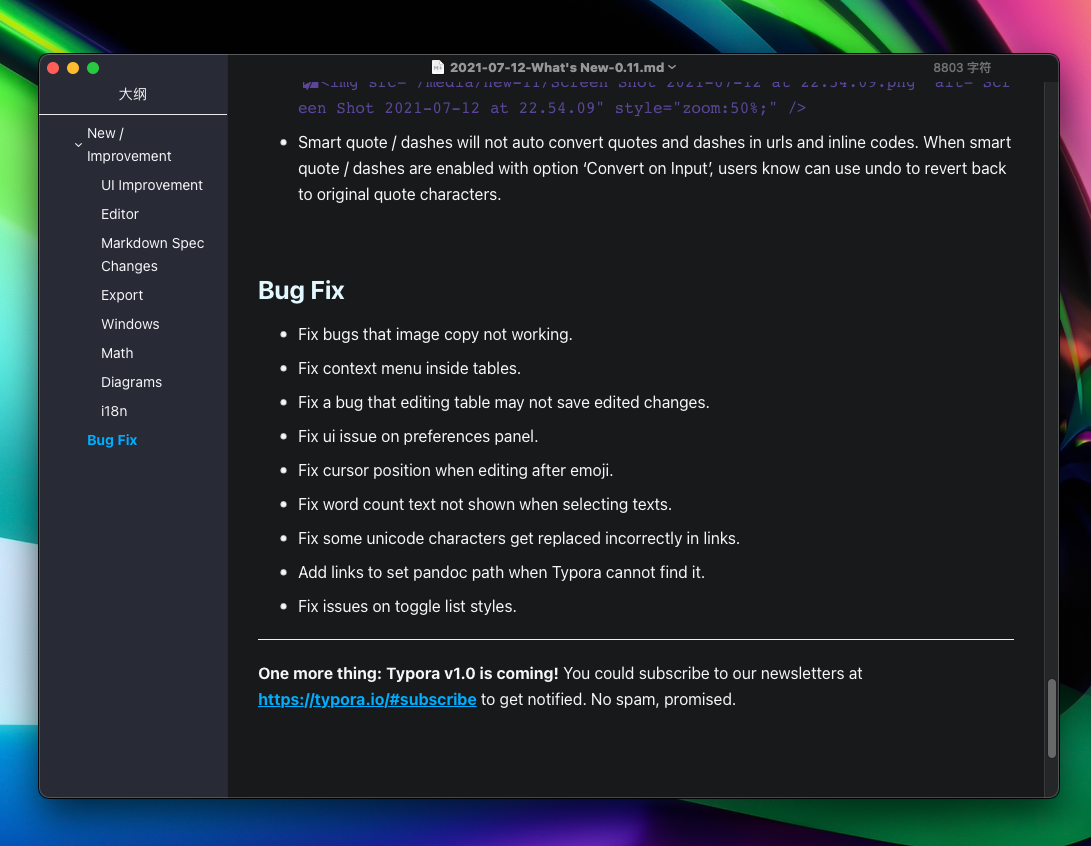 2021-07-12-What's New-0.11.md
8803 字符
大纲
New /
Improvement
UI Improvement
Editor
Markdown Spec
Changes
Export
Windows
Math
Diagrams
i18n
Bug Fix
<img src="/media/new-11/Screen Shot 2021-07-12 at 22.54.09.png" alt="Scr
een Shot 2021-07-12 at 22.54.09" style="zoom:50%;" />
Smart quote / dashes will not auto convert quotes and dashes in urls and inline codes. When smart
quote / dashes are enabled with option ‘Convert on Input’, users know can use undo to revert back
to original quote characters.
Bug Fix
Fix bugs that image copy not working.
Fix context menu inside tables.
Fix a bug that editing table may not save edited changes.
Fix ui issue on preferences panel.
Fix cursor position when editing after emoji.
Fix word count text not shown when selecting texts.
Fix some unicode characters get replaced incorrectly in links.
Add links to set pandoc path when Typora cannot find it.
Fix issues on toggle list styles.
One more thing: Typora v1.0 is coming! You could subscribe to our newsletters at
https://typora.io/#subscribe to get notified. No spam, promised.